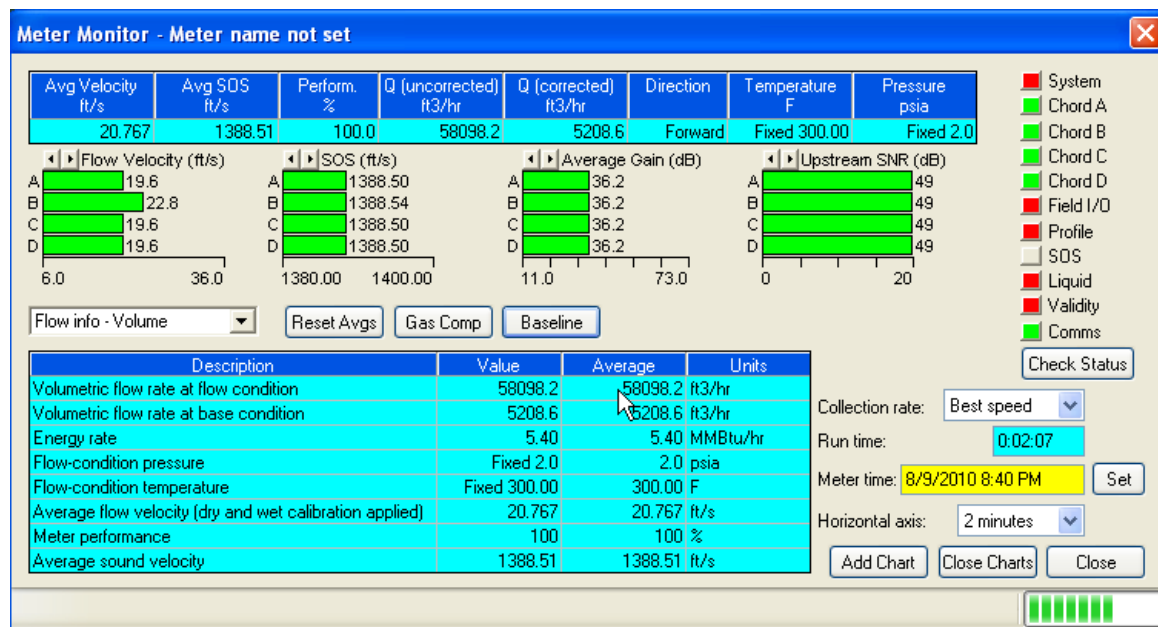 Meter Monitor - Meter name not set
Avg Velocity ft/s Avg SOS ft/s Perform. % Q (uncorrected) ft3/hr Q (corrected) ft3/hr Direction Temperature F Pressure psia
20.767 1388.51 100.0 58098.2 5208.6 Forward Fixed 300.00 Fixed 2.0
Flow Velocity (ft/s) SOS (ft/s) Average Gain (dB) Upstream SNR (dB)
A 19.6 A 1388.50 A 36.2 A 49
B 22.8 B 1388.54 B 36.2 B 49
C 19.6 C 1388.50 C 36.2 C 49
D 19.6 D 1388.50 D 36.2 D 49
6.0 36.0 1380.00 1400.00 11.0 73.0 0 20
System
Chord A
Chord B
Chord C
Chord D
Field I/O
Profile
SOS
Liquid
Validity
Comms
Check Status
Flow info - Volume Reset Avgs Gas Comp Baseline
Description Value Average Units
Volumetric flow rate at flow condition 58098.2 58098.2 ft3/hr
Volumetric flow rate at base condition 5208.6 5208.6 ft3/hr
Energy rate 5.40 5.40 MMBtu/hr
Flow-condition pressure Fixed 2.0 2.0 psia
Flow-condition temperature Fixed 300.00 300.00 F
Average flow velocity (dry and wet calibration applied) 20.767 20.767 ft/s
Meter performance 100 100 %
Average sound velocity 1388.51 1388.51 ft/s
Collection rate: Best speed
Run time: 0:02:07
Meter time: 8/9/2010 8:40 PM Set
Horizontal axis: 2 minutes
Add Chart Close Charts Close